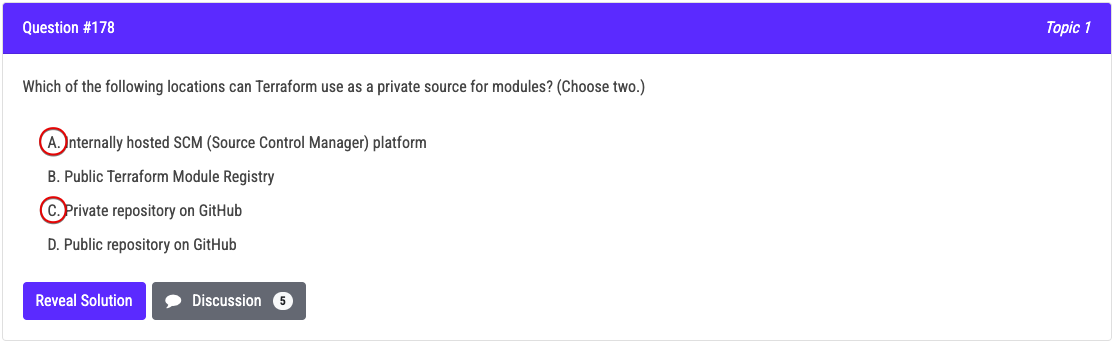 Question #178
Topic 1
Which of the following locations can Terraform use as a private source for modules? (Choose two.)
A. Internally hosted SCM (Source Control Manager) platform
B. Public Terraform Module Registry
C. Private repository on GitHub
D. Public repository on GitHub
Reveal Solution
Discussion 5